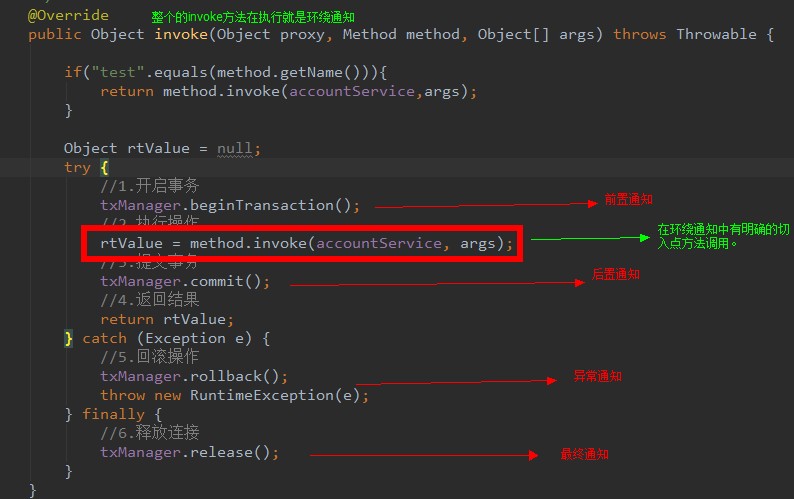 @Override 整个的invoke方法在执行就是环绕通知
public Object invoke(Object proxy, Method method, Object[] args) throws Throwable {
if("test".equals(method.getName())){
return method.invoke(accountService,args);
}
Object rtValue = null;
try {
//1.开启事务
txManager.beginTransaction(); 前置通知
//2.执行操作
rtValue = method.invoke(accountService, args); 在环绕通知中有明确的切
入点方法调用。
//3.提交事务
txManager.commit(); 后置通知
//4.返回结果
return rtValue;
} catch (Exception e) {
//5.回滚操作
txManager.rollback(); 异常通知
throw new RuntimeException(e);
} finally {
//6.释放连接
txManager.release(); 最终通知
}
}